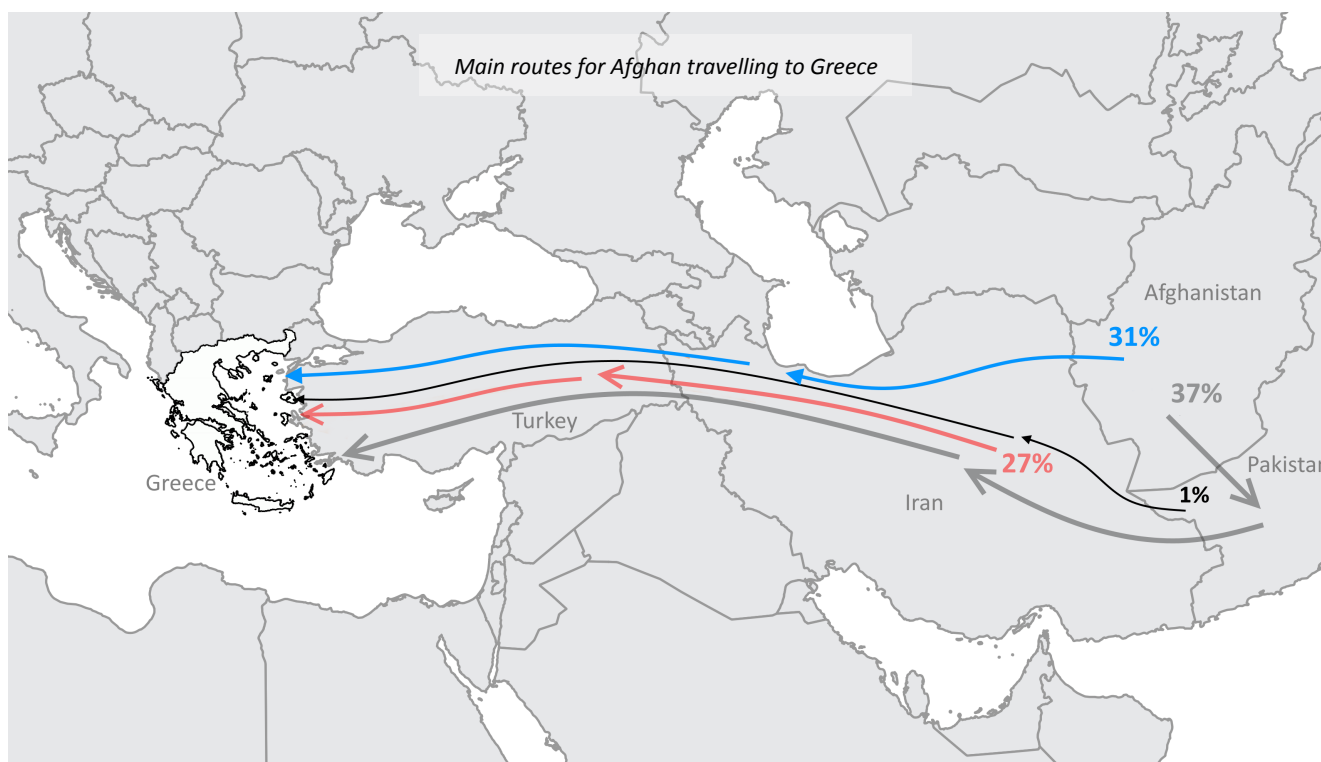 Main routes for Afghan travelling to Greece
Afghanistan
31%
37%
Turkey
27%
Pakistan
Greece
Iran
1%